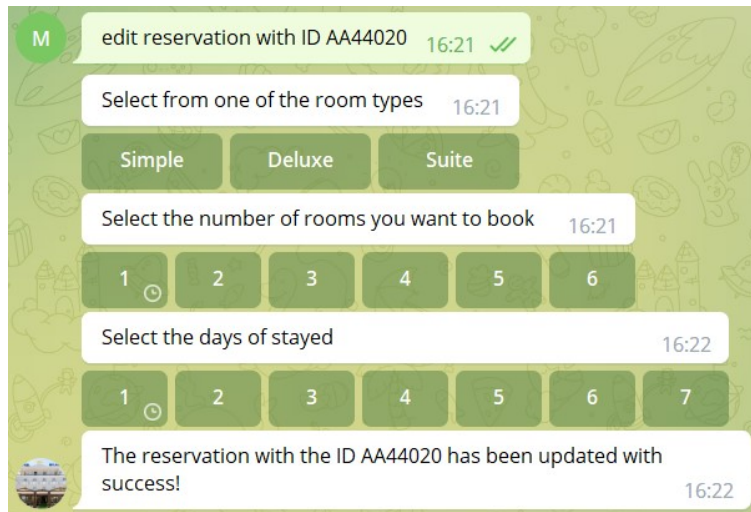 M
edit reservation with ID AA44020 16:21
Select from one of the room types 16:21
Simple Deluxe Suite
Select the number of rooms you want to book 16:21
1 2 3 4 5 6
Select the days of stayed 16:22
1 2 3 4 5 6 7
The reservation with the ID AA44020 has been updated with
success! 16:22